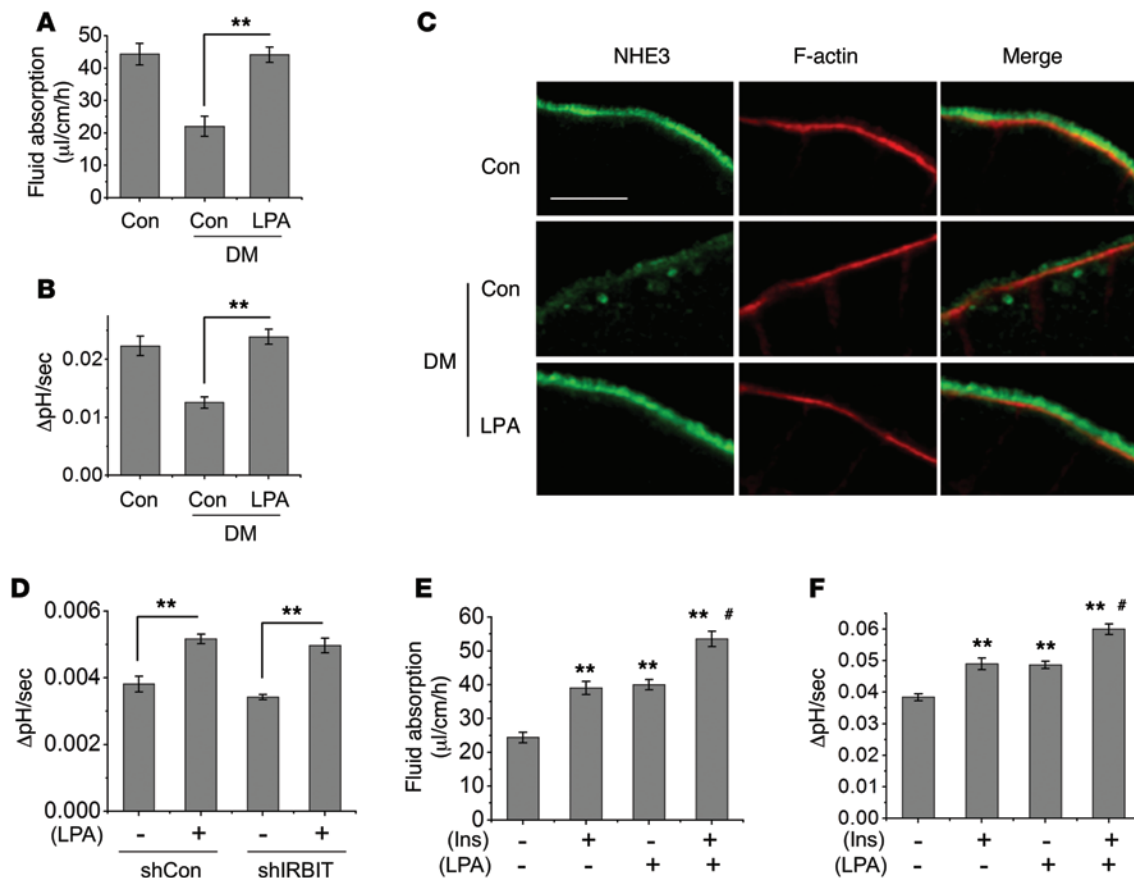 A
Fluid absorption
(μl/cm/h)
50
40
30
20
10
0
**
Con
Con
LPA
DM
B
ΔpH/sec
0.02
0.01
0.00
**
Con
Con
LPA
DM
C
NHE3
F-actin
Merge
Con
Con
DM
LPA
D
ΔpH/sec
0.006
0.004
0.002
0.000
**
**
(LPA)
- + - +
shCon
shIRBIT
E
Fluid absorption
(μl/cm/h)
60
50
40
30
20
10
0
**
**
** #
(Ins) - + - +
(LPA) - - + +
F
ΔpH/sec
0.06
0.05
0.04
0.03
0.02
0.01
0.00
**
**
** #
(Ins) - + - +
(LPA) - - + +